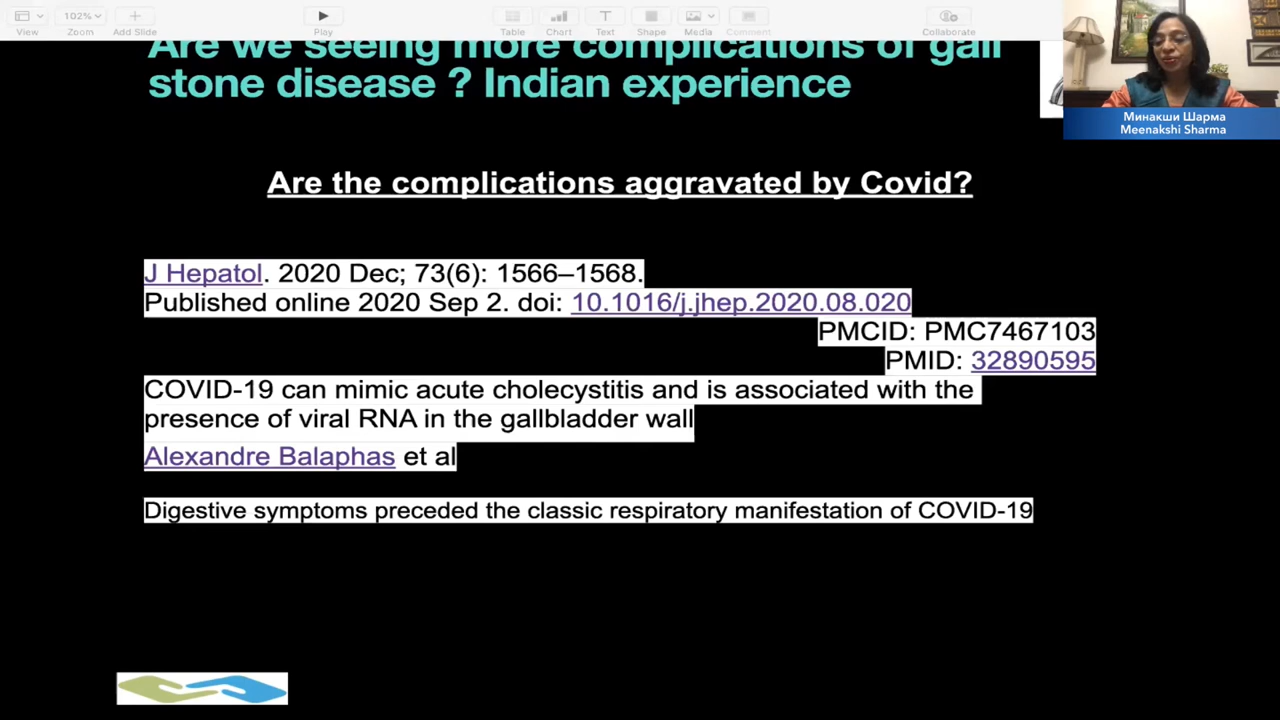 View
102%
Zoom
Add Slide
Play
Table
Chart
Text
Shape
Media
Comment
Collaborate
Are we seeing more complications of gall
stone disease ? Indian experience
Минакши Шарма
Meenakshi Sharma
Are the complications aggravated by Covid?
J Hepatol. 2020 Dec; 73(6): 1566–1568.
Published online 2020 Sep 2. doi: 10.1016/j.jhep.2020.08.020
PMCID: PMC7467103
PMID: 32890595
COVID-19 can mimic acute cholecystitis and is associated with the
presence of viral RNA in the gallbladder wall
Alexandre Balaphas et al
Digestive symptoms preceded the classic respiratory manifestation of COVID-19